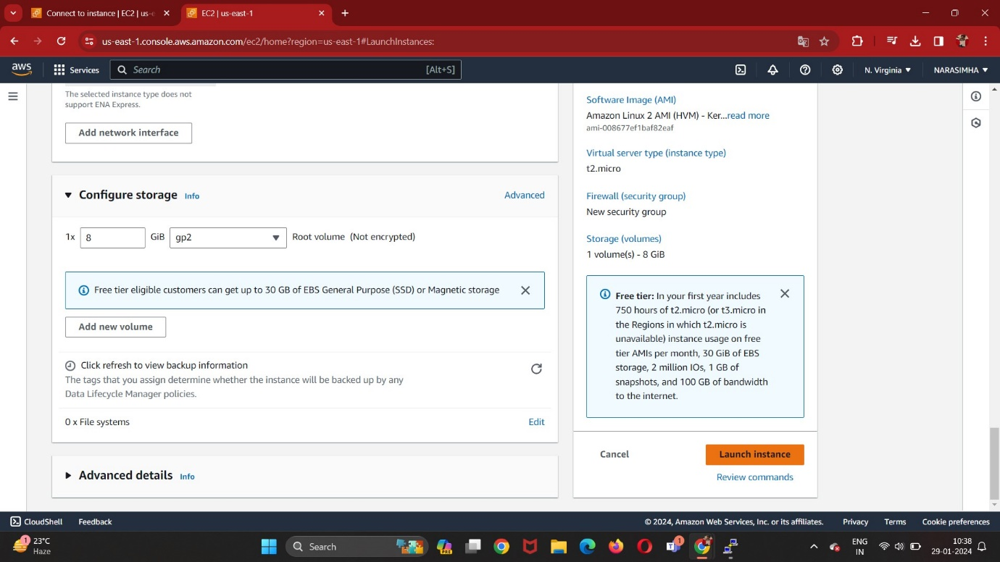 Connect to instance | EC2 | us-e
EC2 | us-east-1
us-east-1.console.aws.amazon.com/ec2/home?region=us-east-1#LaunchInstances:
aws
Services
Search
[Alt+S]
N. Virginia
NARASIMHA
The selected instance type does not
support ENA Express.
Add network interface
Configure storage Info
Advanced
1x 8 GiB gp2 Root volume (Not encrypted)
Free tier eligible customers can get up to 30 GB of EBS General Purpose (SSD) or Magnetic storage
Add new volume
Click refresh to view backup information
The tags that you assign determine whether the instance will be backed up by any
Data Lifecycle Manager policies.
0 x File systems
Edit
Advanced details Info
Software Image (AMI)
Amazon Linux 2 AMI (HVM) - Ker...read more
ami-008677ef1baf82eaf
Virtual server type (instance type)
t2.micro
Firewall (security group)
New security group
Storage (volumes)
1 volume(s) - 8 GiB
Free tier: In your first year includes
750 hours of t2.micro (or t3.micro in
the Regions in which t2.micro is
unavailable) instance usage on free
tier AMIs per month, 30 GiB of EBS
storage, 2 million IOs, 1 GB of
snapshots, and 100 GB of bandwidth
to the internet.
Cancel
Launch instance
Review commands
CloudShell
Feedback
© 2024, Amazon Web Services, Inc. or its affiliates.
Privacy
Terms
Cookie preferences
1
23°C
Haze
Search
PRE
1
ENG
IN
10:38
29-01-2024